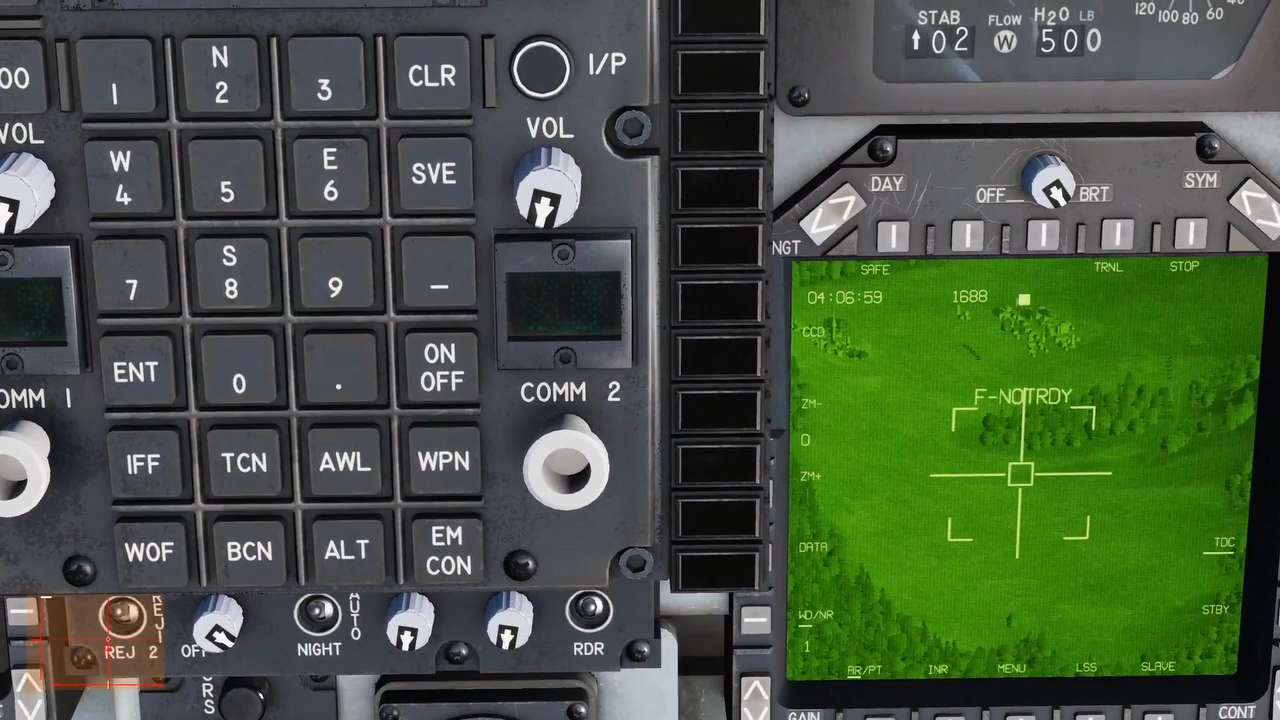 STAB
↑02
FLOW
W
H2O LB
500
120 100 80 60
00
1
N
2
3
CLR
I/P
VOL
VOL
W
4
5
E
6
SVE
7
S
8
9
–
ENT
0
.
ON
OFF
COMM 2
IFF
TCN
AWL
WPN
WOF
BCN
ALT
EM
CON
REJ 2
NIGHT
AUTO
RDR
DAY
OFF
BRT
SYM
NGT
SAFE
TRNL
STOP
04:06:59
1688
CCD
F-NOTRDY
ZM-
0
ZM+
DATA
TDC
WD/NR
1
STBY
AR/PT
INR
MENU
LSS
SLAVE
GAIN
CONT